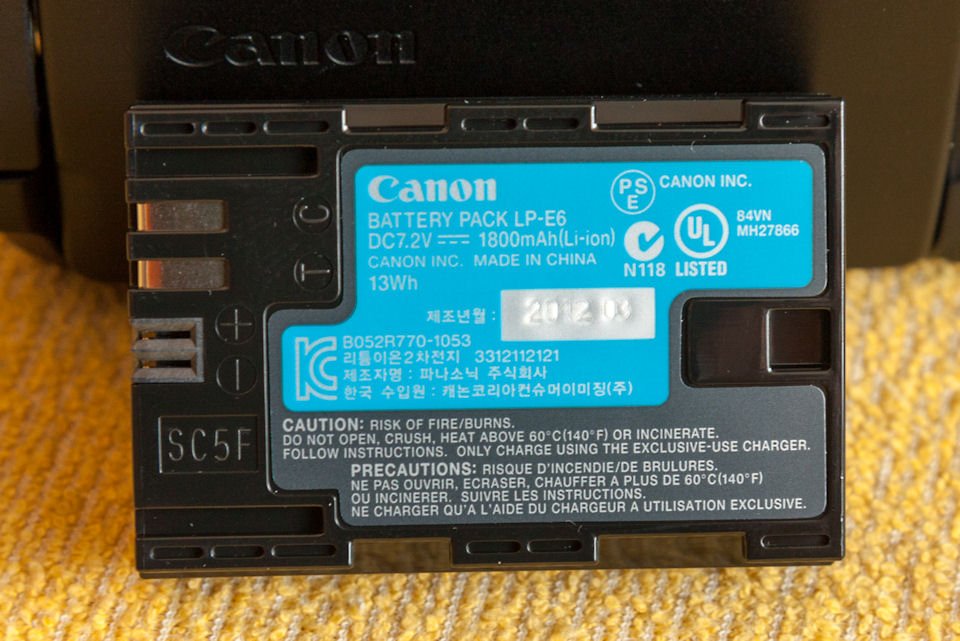 Canon
Canon
BATTERY PACK LP-E6
DC7.2V 1800mAh(Li-ion)
CANON INC. MADE IN CHINA
13Wh
PSE CANON INC.
N118
UL
LISTED
84VN
MH27866
제조년월 : 2012 03
KC
B052R770-1053
리튬이온2차전지 3312112121
제조자명 : 파나소닉 주식회사
한국 수입원 : 캐논코리아컨슈머이미징(주)
C
T
+
−
SC5F
CAUTION: RISK OF FIRE/BURNS.
DO NOT OPEN, CRUSH, HEAT ABOVE 60°C(140°F) OR INCINERATE.
FOLLOW INSTRUCTIONS. ONLY CHARGE USING THE EXCLUSIVE-USE CHARGER.
PRECAUTIONS: RISQUE D'INCENDIE/DE BRULURES.
NE PAS OUVRIR, ECRASER, CHAUFFER A PLUS DE 60°C(140°F)
OU INCINERER. SUIVRE LES INSTRUCTIONS.
NE CHARGER QU'A L'AIDE DU CHARGEUR A UTILISATION EXCLUSIVE.